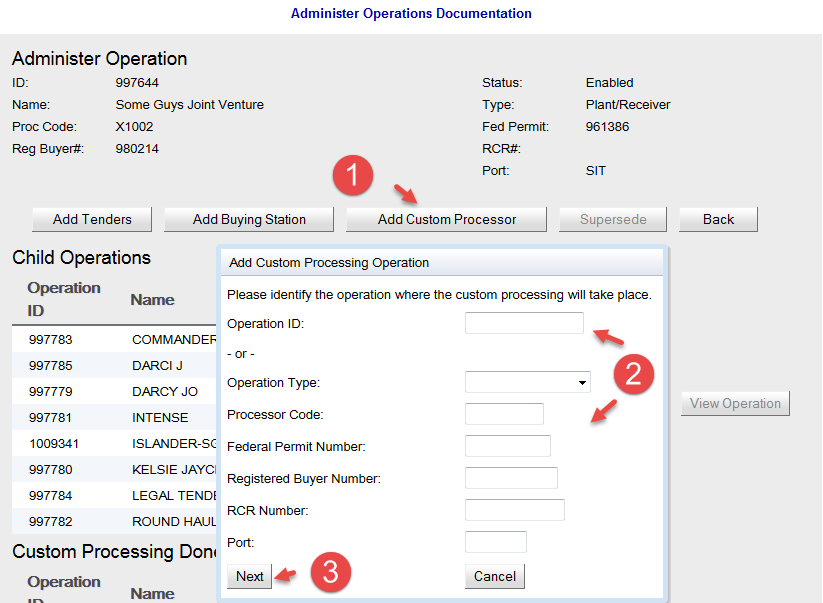 Administer Operations Documentation
Administer Operation
ID: 997644 Status: Enabled
Name: Some Guys Joint Venture Type: Plant/Receiver
Proc Code: X1002 Fed Permit: 961386
Reg Buyer#: 980214 RCR#:
Port: SIT
1
Add Tenders Add Buying Station Add Custom Processor Supersede Back
Child Operations
Operation ID Name
997783 COMMANDER
997785 DARCI J
997779 DARCY JO
997781 INTENSE
1009341 ISLANDER-SC
997780 KELSIE JAYC
997784 LEGAL TENDE
997782 ROUND HAUL
Custom Processing Done
Operation ID Name
Add Custom Processing Operation
Please identify the operation where the custom processing will take place.
Operation ID:
- or -
2
Operation Type:
Processor Code:
Federal Permit Number:
Registered Buyer Number:
RCR Number:
Port:
Next 3 Cancel
View Operation